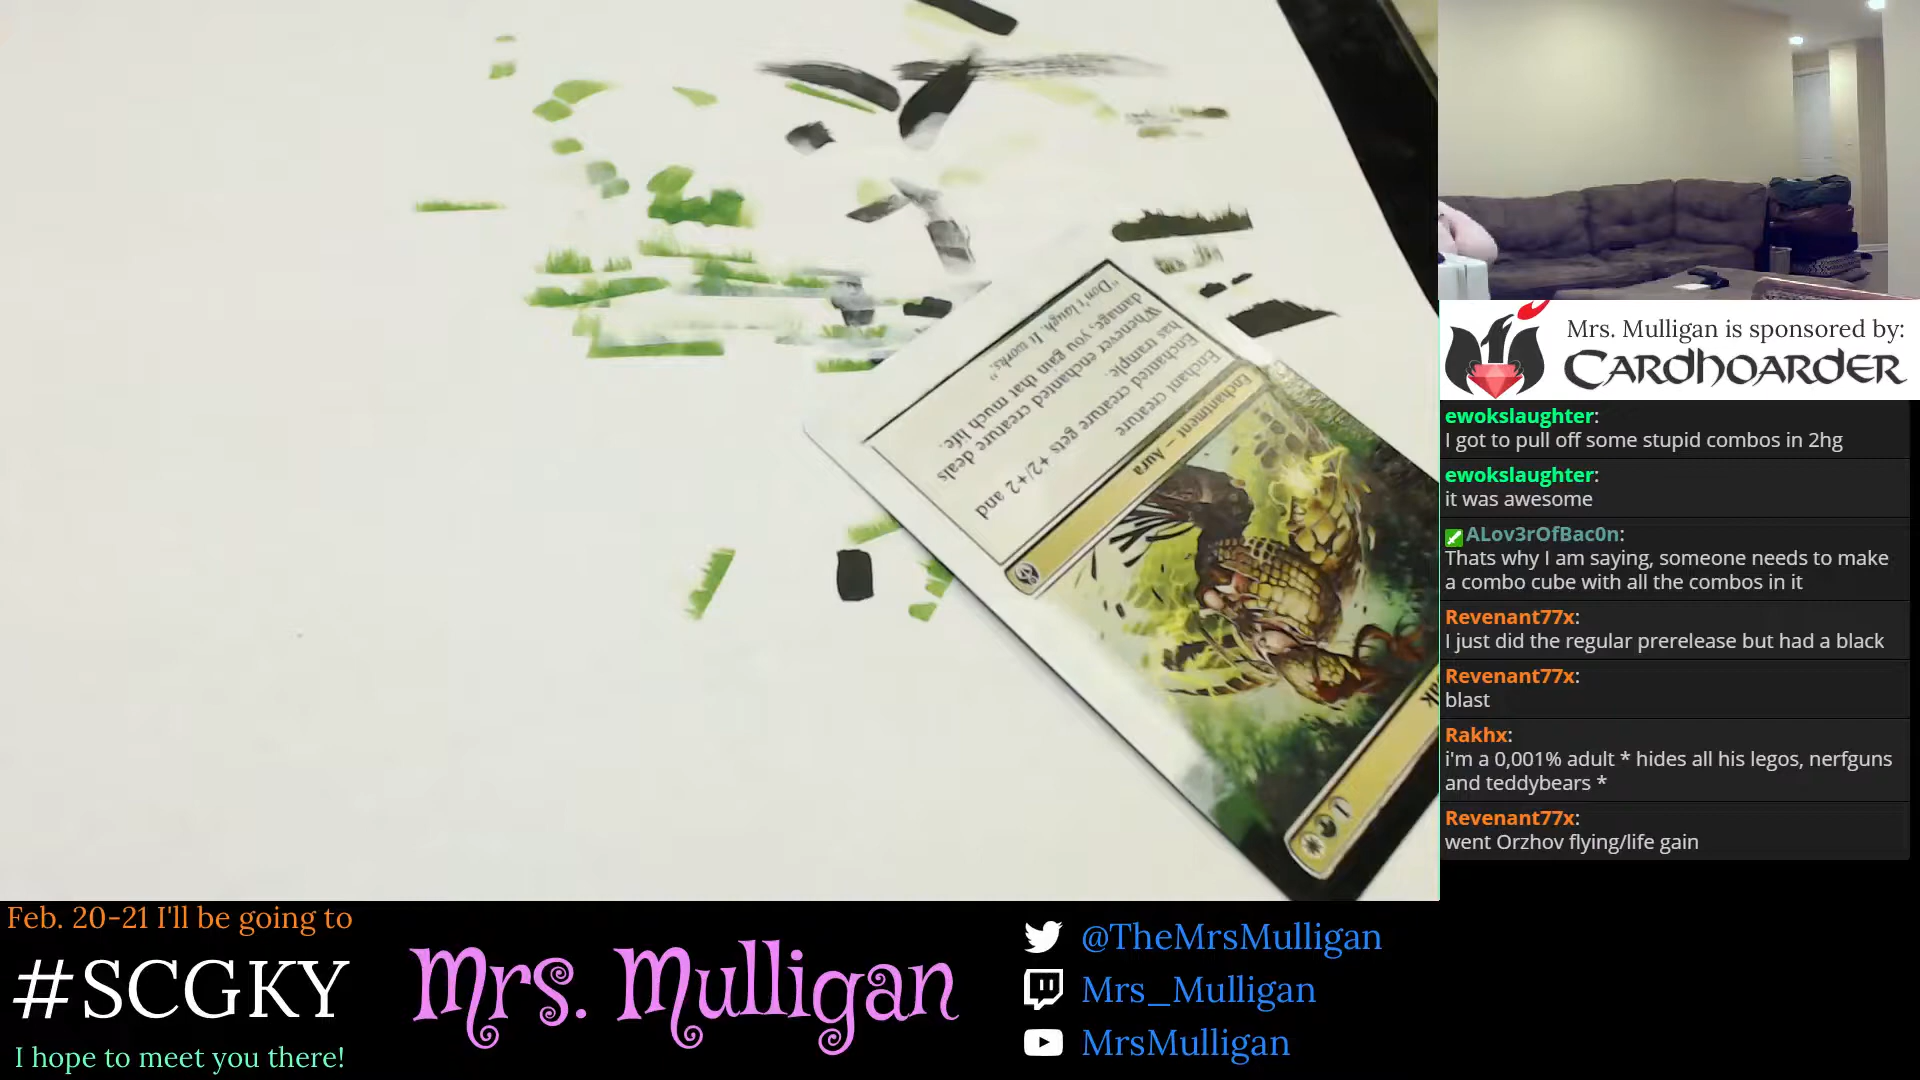 "Don't laugh. It works."
damage, you gain that much life.
Whenever enchanted creature deals
has trample.
Enchanted creature gets +2/+2 and
Enchant creature
Enchantment – Aura
1
Mrs. Mulligan is sponsored by:
CARDHOARDER
ewokslaughter:
I got to pull off some stupid combos in 2hg
ewokslaughter:
it was awesome
ALov3rOfBac0n:
Thats why I am saying, someone needs to make
a combo cube with all the combos in it
Revenant77x:
I just did the regular prerelease but had a black
Revenant77x:
blast
Rakhx:
i'm a 0,001% adult * hides all his legos, nerfguns
and teddybears *
Revenant77x:
went Orzhov flying/life gain
Feb. 20-21 I'll be going to
#SCGKY
I hope to meet you there!
Mrs. Mulligan
@TheMrsMulligan
Mrs_Mulligan
MrsMulligan